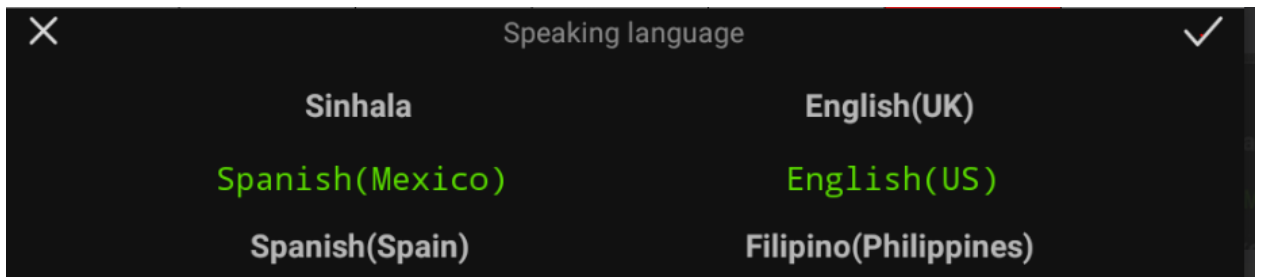 Speaking language
Sinhala English(UK)
Spanish(Mexico) English(US)
Spanish(Spain) Filipino(Philippines)